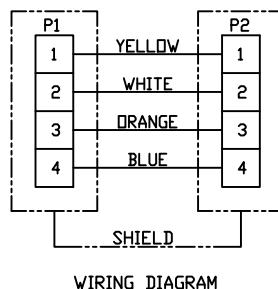 P1 P2
1 YELLOW 1
2 WHITE 2
3 ORANGE 3
4 BLUE 4
SHIELD
WIRING DIAGRAM